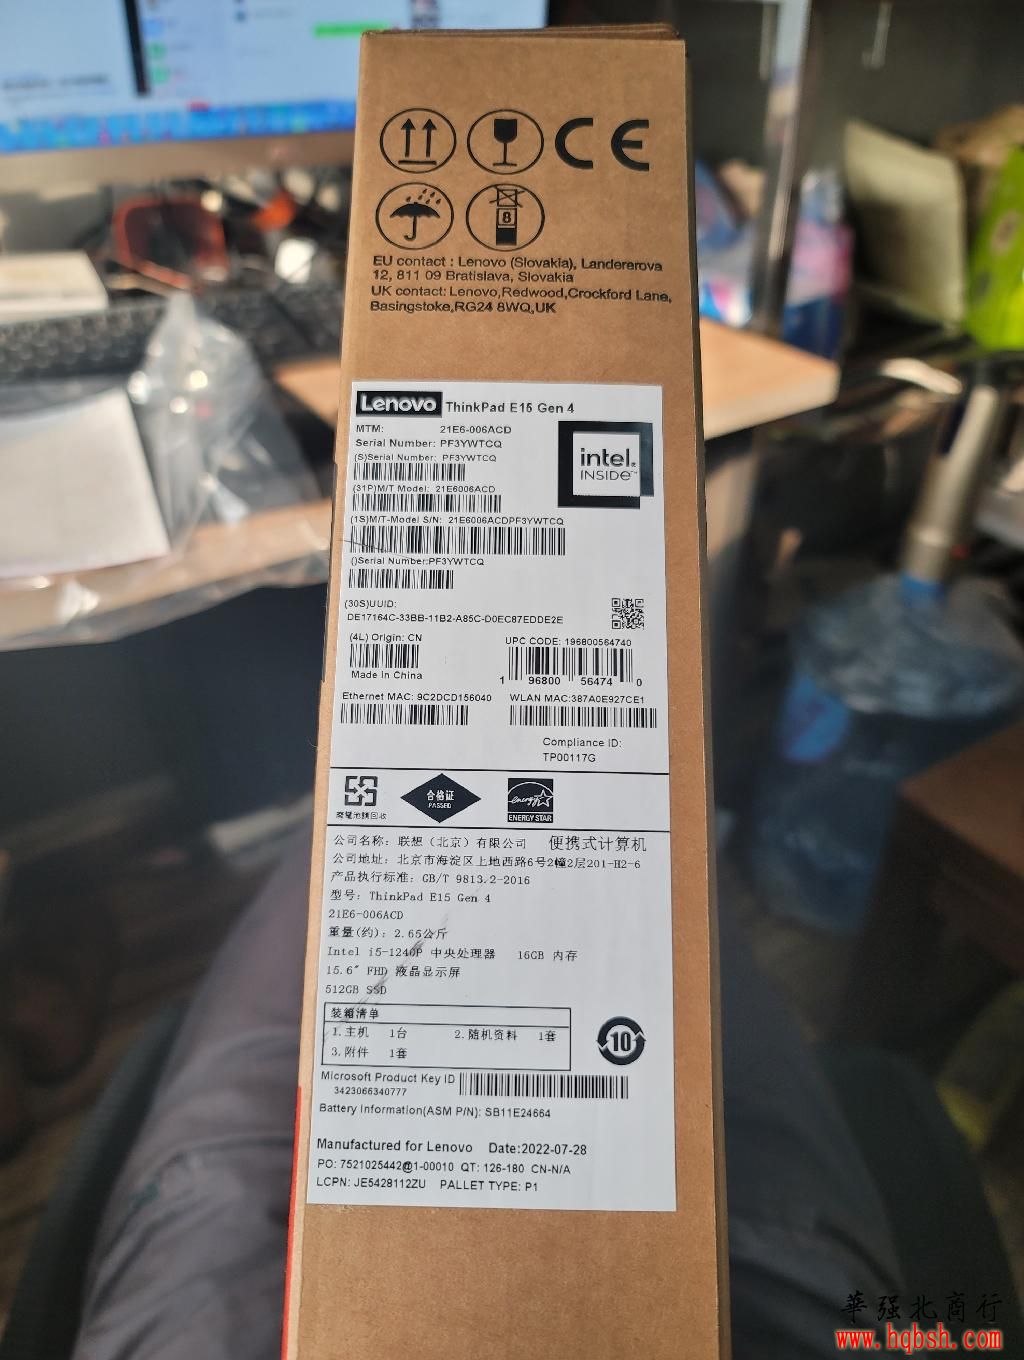 CE
8
EU contact : Lenovo (Slovakia), Landererova
12, 811 09 Bratislava, Slovakia
UK contact: Lenovo,Redwood,Crockford Lane,
Basingstoke,RG24 8WQ,UK
Lenovo ThinkPad E15 Gen 4
MTM: 21E6-006ACD
Serial Number: PF3YWTCQ
(S)Serial Number: PF3YWTCQ
intel.
INSIDE™
(31P)M/T Model: 21E6006ACD
(1S)M/T-Model S/N: 21E6006ACDPF3YWTCQ
()Serial Number:PF3YWTCQ
(30S)UUID:
DE17164C-33BB-11B2-A85C-D0EC87EDDE2E
(4L) Origin: CN
UPC CODE: 196800564740
Made In China
1 96800 56474 0
Ethernet MAC: 9C2DCD156040 WLAN MAC:387A0E927CE1
Compliance ID:
TP00117G
合格证
PASSED
energy
ENERGY STAR
公司名称: 联想（北京）有限公司 便携式计算机
公司地址: 北京市海淀区上地西路6号2幢2层201-H2-6
产品执行标准: GB/T 9813.2-2016
型号: ThinkPad E15 Gen 4
21E6-006ACD
重量(约): 2.65公斤
Intel i5-1240P 中央处理器 16GB 内存
15.6" FHD 液晶显示屏
512GB SSD
装箱清单
1.主机 1台 2.随机资料 1套
3.附件 1套
10
Microsoft Product Key ID
3423066340777
Battery Information(ASM P/N): SB11E24664
Manufactured for Lenovo Date:2022-07-28
PO: 7521025442@1-00010 QT: 126-180 CN-N/A
LCPN: JE5428112ZU PALLET TYPE: P1
華强北商行
www.hqbsh.com